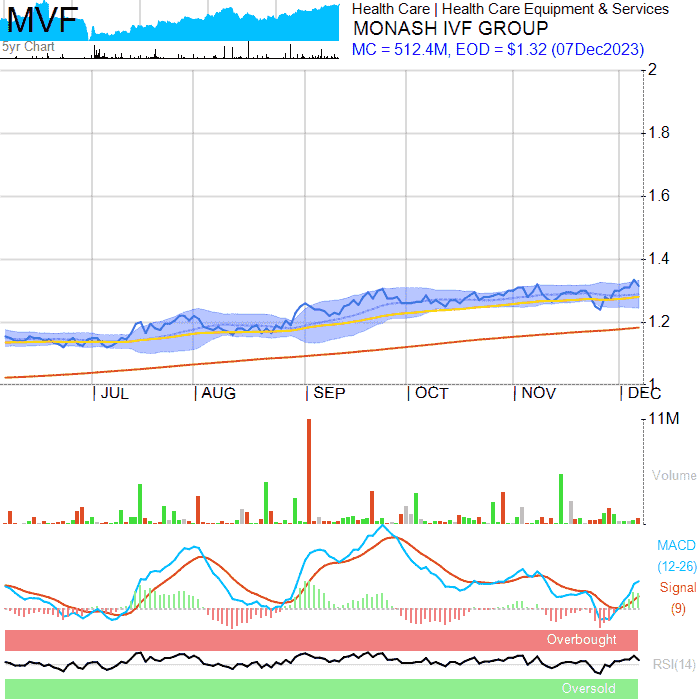 MVF
5yr Chart
Health Care | Health Care Equipment & Services
MONASH IVF GROUP
MC = 512.4M, EOD = $1.32 (07Dec2023)
2
1.8
1.6
1.4
1.2
1
JUL
AUG
SEP
OCT
NOV
DEC
11M
Volume
MACD
(12-26)
Signal
(9)
Overbought
RSI(14)
Oversold